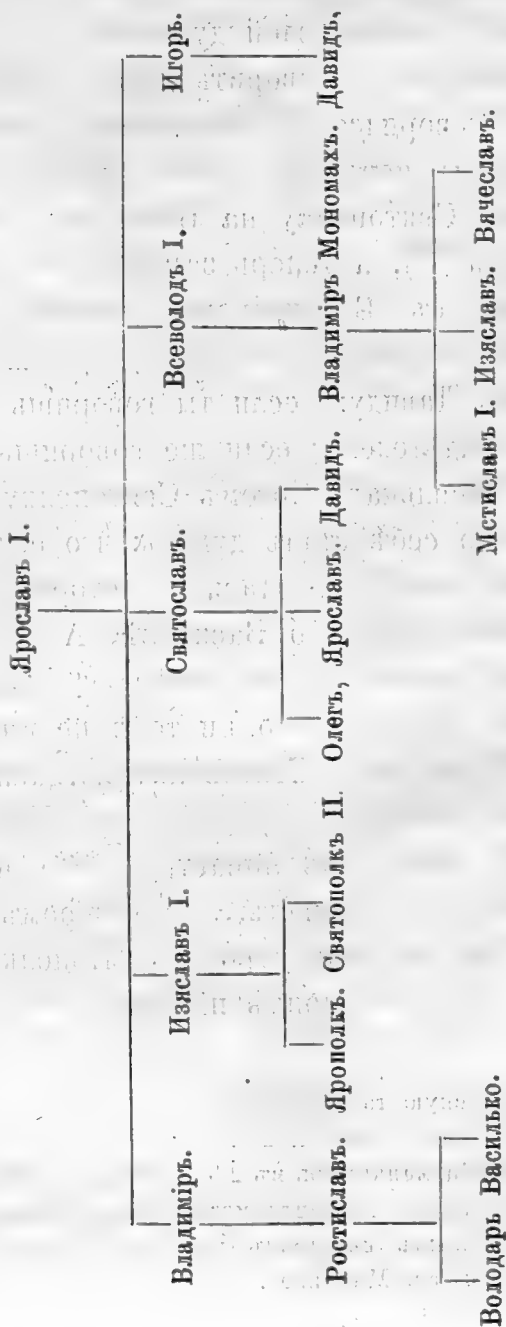 Ярославъ I.
Владиміръ. Изяславъ I. Святославъ. Всеволодъ I. Игорь.
Ростиславъ. Ярополкъ. Святополкъ II. Олегъ, Ярославъ. Давидъ. Владиміръ Мономахъ. Давидъ,
Володарь Василько. Мстиславъ I. Изяславъ. Вячеславъ.